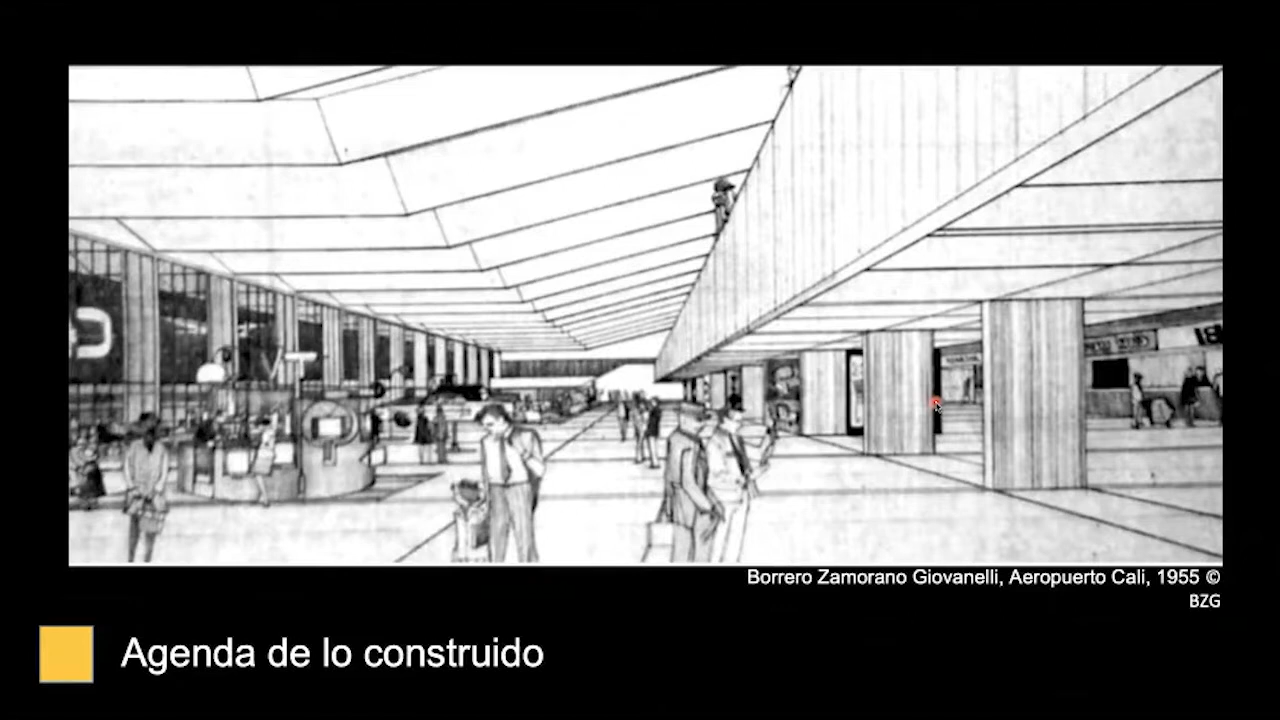 Borrero Zamorano Giovanelli, Aeropuerto Cali, 1955 ©
BZG
Agenda de lo construido